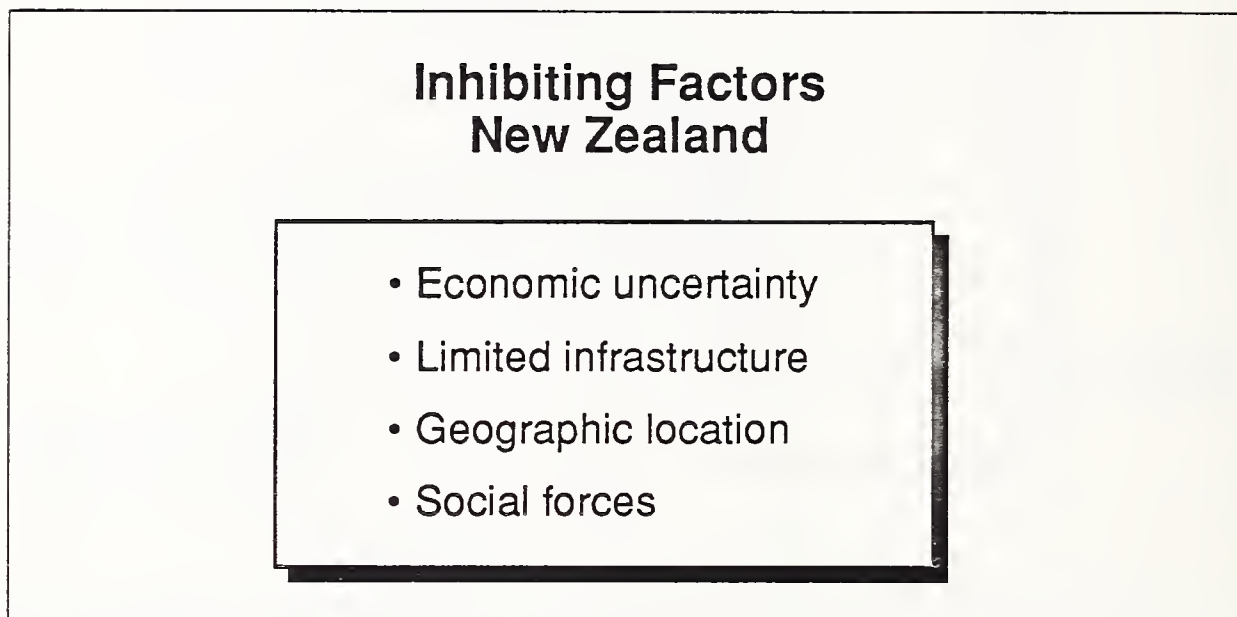 Inhibiting Factors
New Zealand
• Economic uncertainty
• Limited infrastructure
• Geographic location
• Social forces